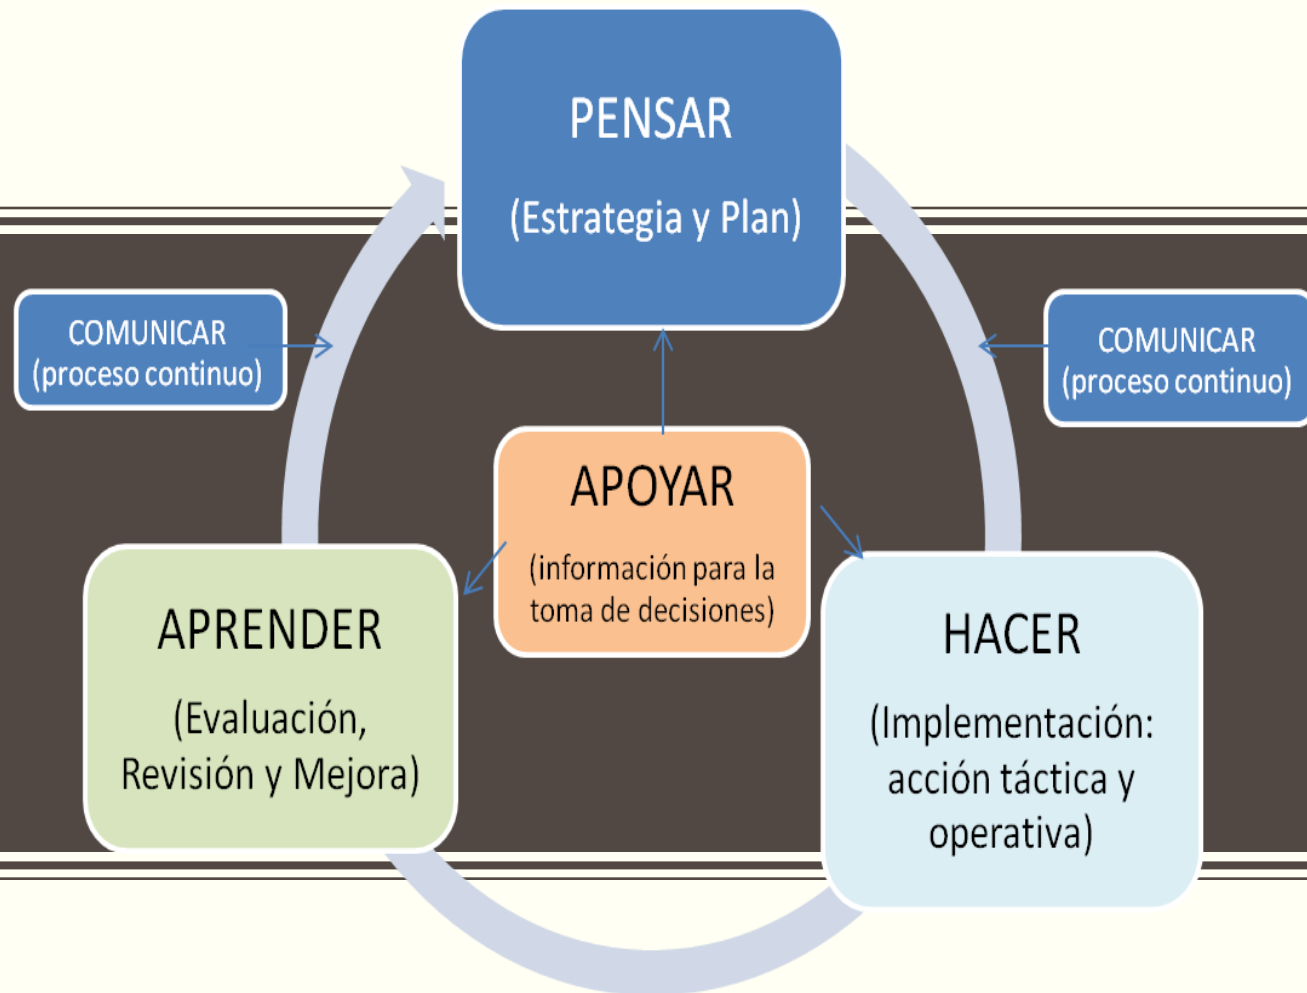 PENSAR
(Estrategia y Plan)
COMUNICAR
(proceso continuo)
COMUNICAR
(proceso continuo)
APOYAR
(información para la
toma de decisiones)
APRENDER
(Evaluación,
Revisión y Mejora)
HACER
(Implementación:
acción táctica y
operativa)